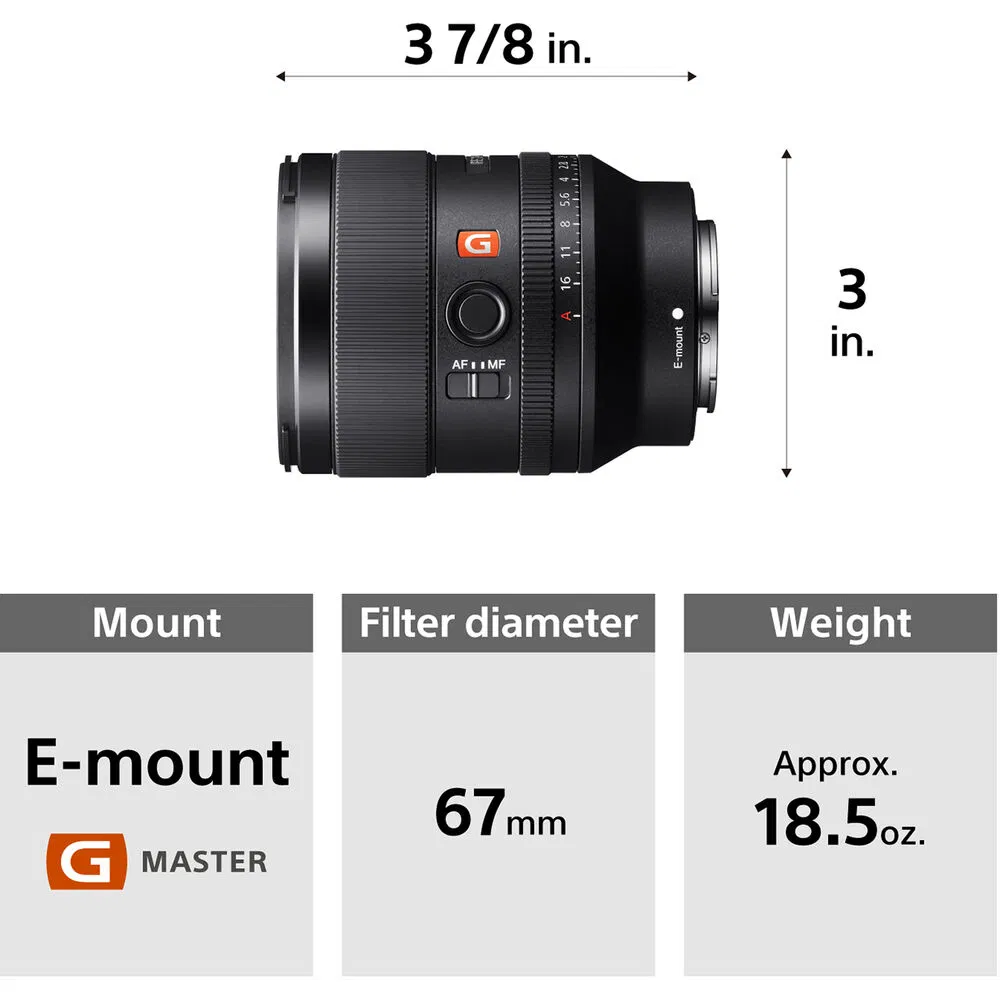 3 7/8 in.
G
AF MF
2.8 4 5.6 8 11 16 A
E-mount
3
in.
Mount
Filter diameter
Weight
E-mount
G MASTER
67mm
Approx.
18.5oz.